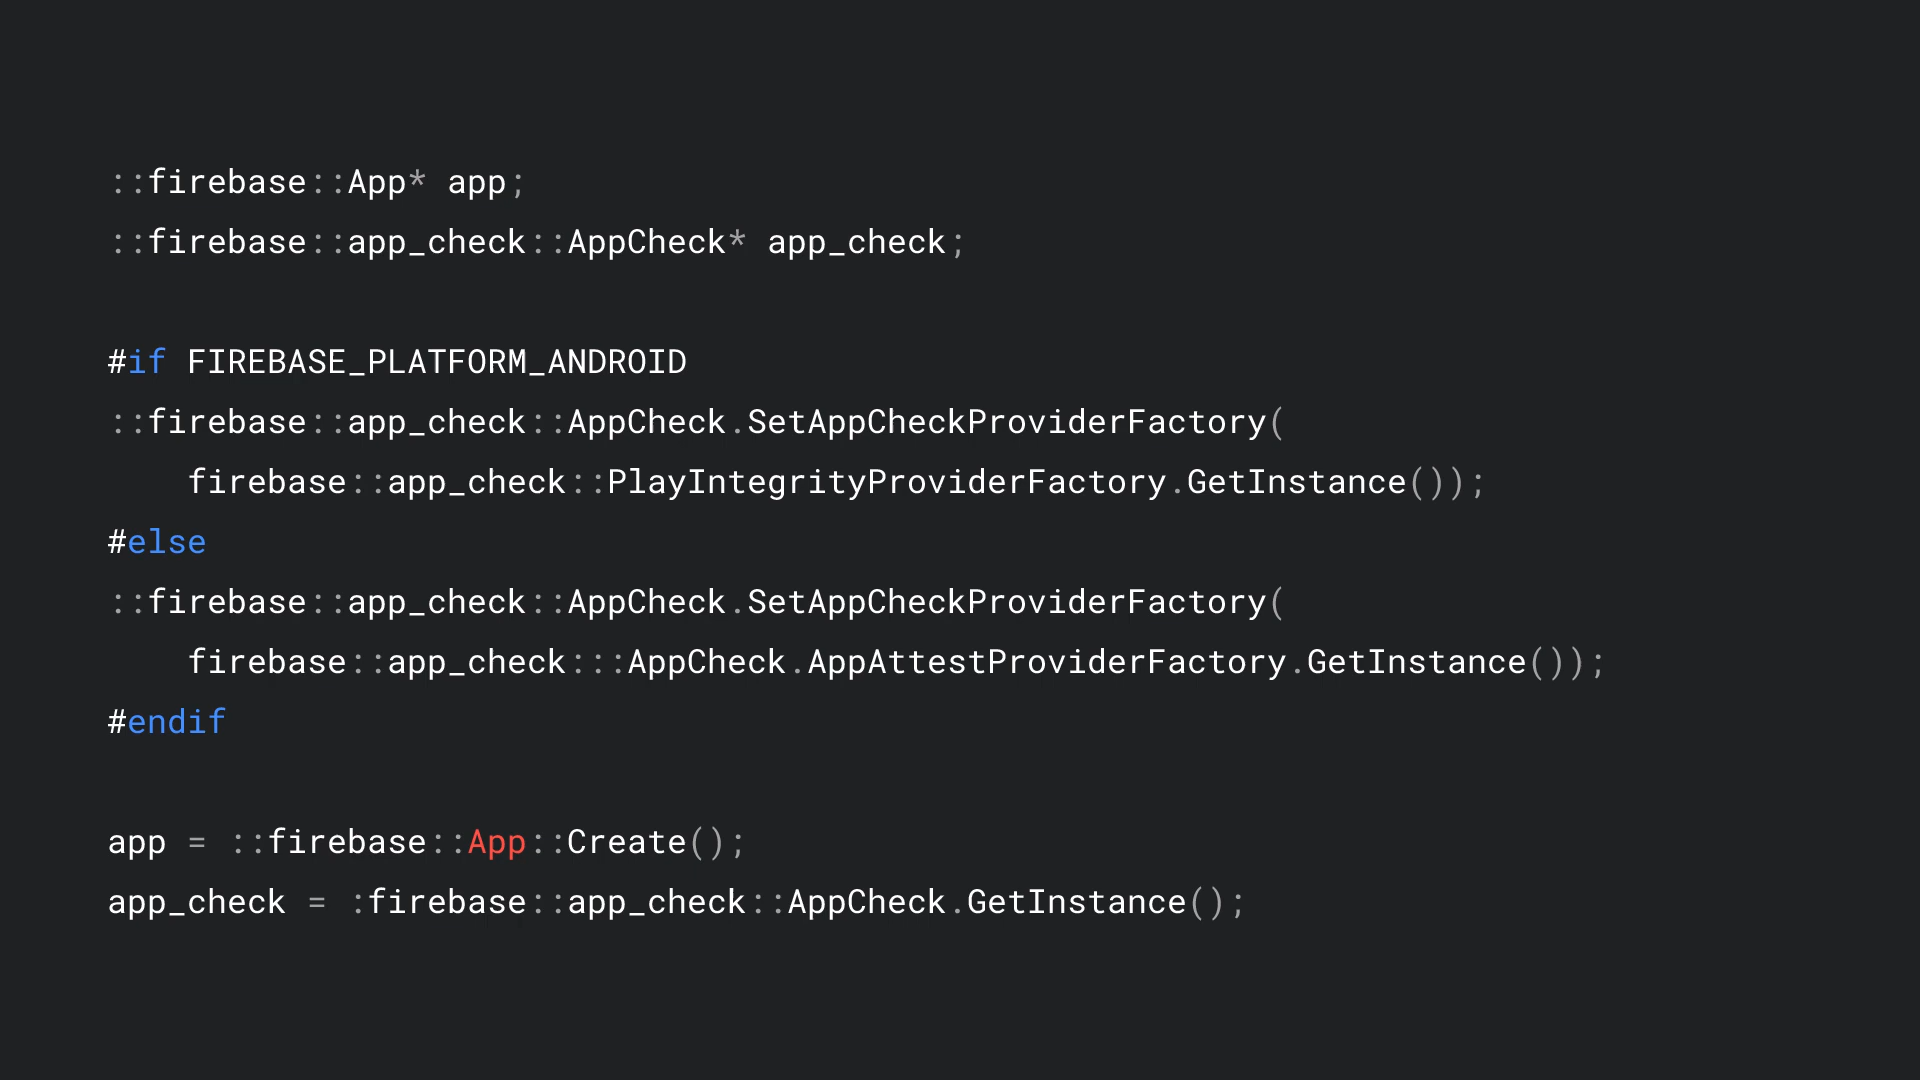 ::firebase::App* app;
::firebase::app_check::AppCheck* app_check;
#if FIREBASE_PLATFORM_ANDROID
::firebase::app_check::AppCheck.SetAppCheckProviderFactory(
firebase::app_check::PlayIntegrityProviderFactory.GetInstance());
#else
::firebase::app_check::AppCheck.SetAppCheckProviderFactory(
firebase::app_check:::AppCheck.AppAttestProviderFactory.GetInstance());
#endif
app = ::firebase::App::Create();
app_check = :firebase::app_check::AppCheck.GetInstance();